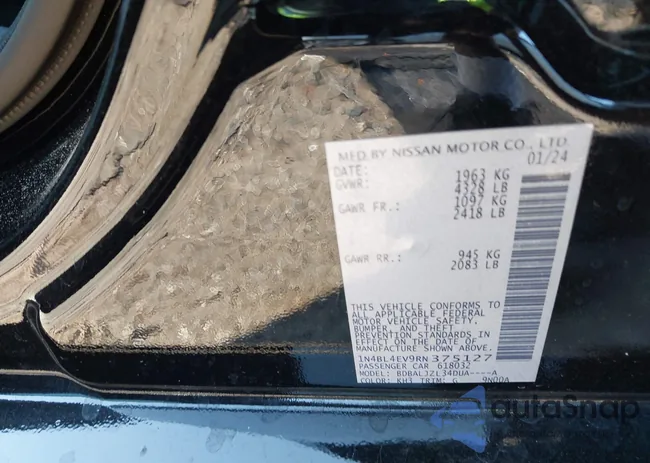 MFD BY NISSAN MOTOR CO., LTD.
DATE: 01/24
GVWR: 1963 KG
4328 LB
GAWR FR.: 1097 KG
2418 LB
GAWR RR.: 945 KG
2083 LB
THIS VEHICLE CONFORMS TO
ALL APPLICABLE FEDERAL
MOTOR VEHICLE SAFETY,
BUMPER, AND THEFT
PREVENTION STANDARDS IN
EFFECT ON THE DATE OF
MANUFACTURE SHOWN ABOVE.
1N4BL4EV9RN375127
PASSENGER CAR 618032
MODEL: BDBALJZL34DUA----A
COLOR: KH3 TRIM: G 9N00A
autoSnap